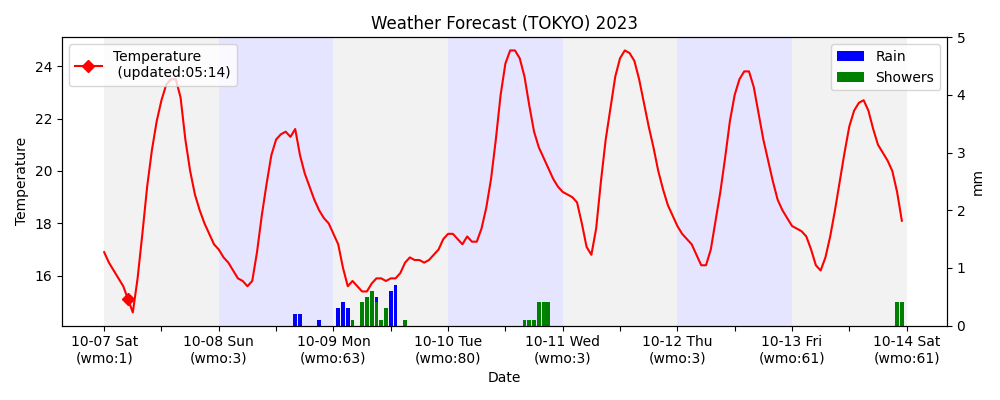 Weather Forecast (TOKYO) 2023
Temperature
(updated:05:14)
Rain
Showers
24
22
20
18
16
Temperature
5
4
3
2
1
0
mm
10-07 Sat
(wmo:1)
10-08 Sun
(wmo:3)
10-09 Mon
(wmo:63)
10-10 Tue
(wmo:80)
10-11 Wed
(wmo:3)
10-12 Thu
(wmo:3)
10-13 Fri
(wmo:61)
10-14 Sat
(wmo:61)
Date